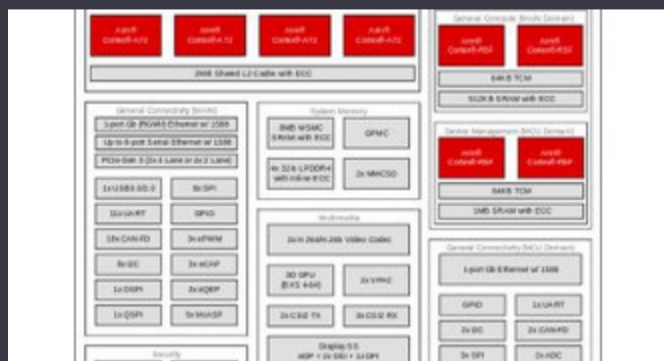 Arm®
Cortex®-A72
Arm®
Cortex®-A72
Arm®
Cortex®-A72
Arm®
Cortex®-A72
2MB Shared L2 Cache with ECC
General Compute (MAIN Domain)
Arm®
Cortex®-R5F
Arm®
Cortex®-R5F
64KB TCM
512KB SRAM with ECC
General Connectivity (MAIN)
1-port Gb (RGMII) Ethernet w/ 1588
Up to 8-port Serial Ethernet w/ 1588
PCIe Gen 3 (2x 4 Lane or 4x 2 Lane)
1x USB3.0/2.0
8x SPI
10x UART
GPIO
18x CAN-FD
3x ePWM
8x I2C
3x eCAP
1x OSPI
3x eQEP
1x QSPI
5x McASP
System Memory
8MB MSMC
SRAM with ECC
GPMC
4x 32-b LPDDR4
with inline ECC
2x MMCSD
Device Management (MCU Domain)
Arm®
Cortex®-R5F
Arm®
Cortex®-R5F
64KB TCM
1MB SRAM with ECC
Multimedia
2x H.264/H.265 Video Codec
3D GPU
(BXS 4-64)
2x VPAC
2x CSI2 TX
3x CSI2 RX
Display SS
eDP + 2x DSI + 1x DPI
General Connectivity (MCU Domain)
1-port Gb Ethernet w/ 1588
GPIO
1x UART
2x I2C
2x CAN-FD
3x SPI
2x ADC
Security